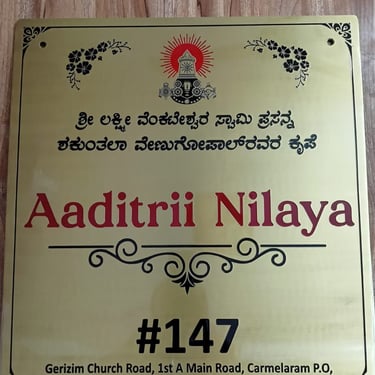 ಶ್ರೀ ಲಕ್ಷ್ಮೀ ವೆಂಕಟೇಶ್ವರ ಸ್ವಾಮಿ ಪ್ರಸನ್ನ
ಶಕುಂತಲಾ ವೇಣುಗೋಪಾಲ್‌ರವರ ಕೃಪೆ
Aaditrii Nilaya
#147
Gerizim Church Road, 1st A Main Road, Carmelaram P.O,